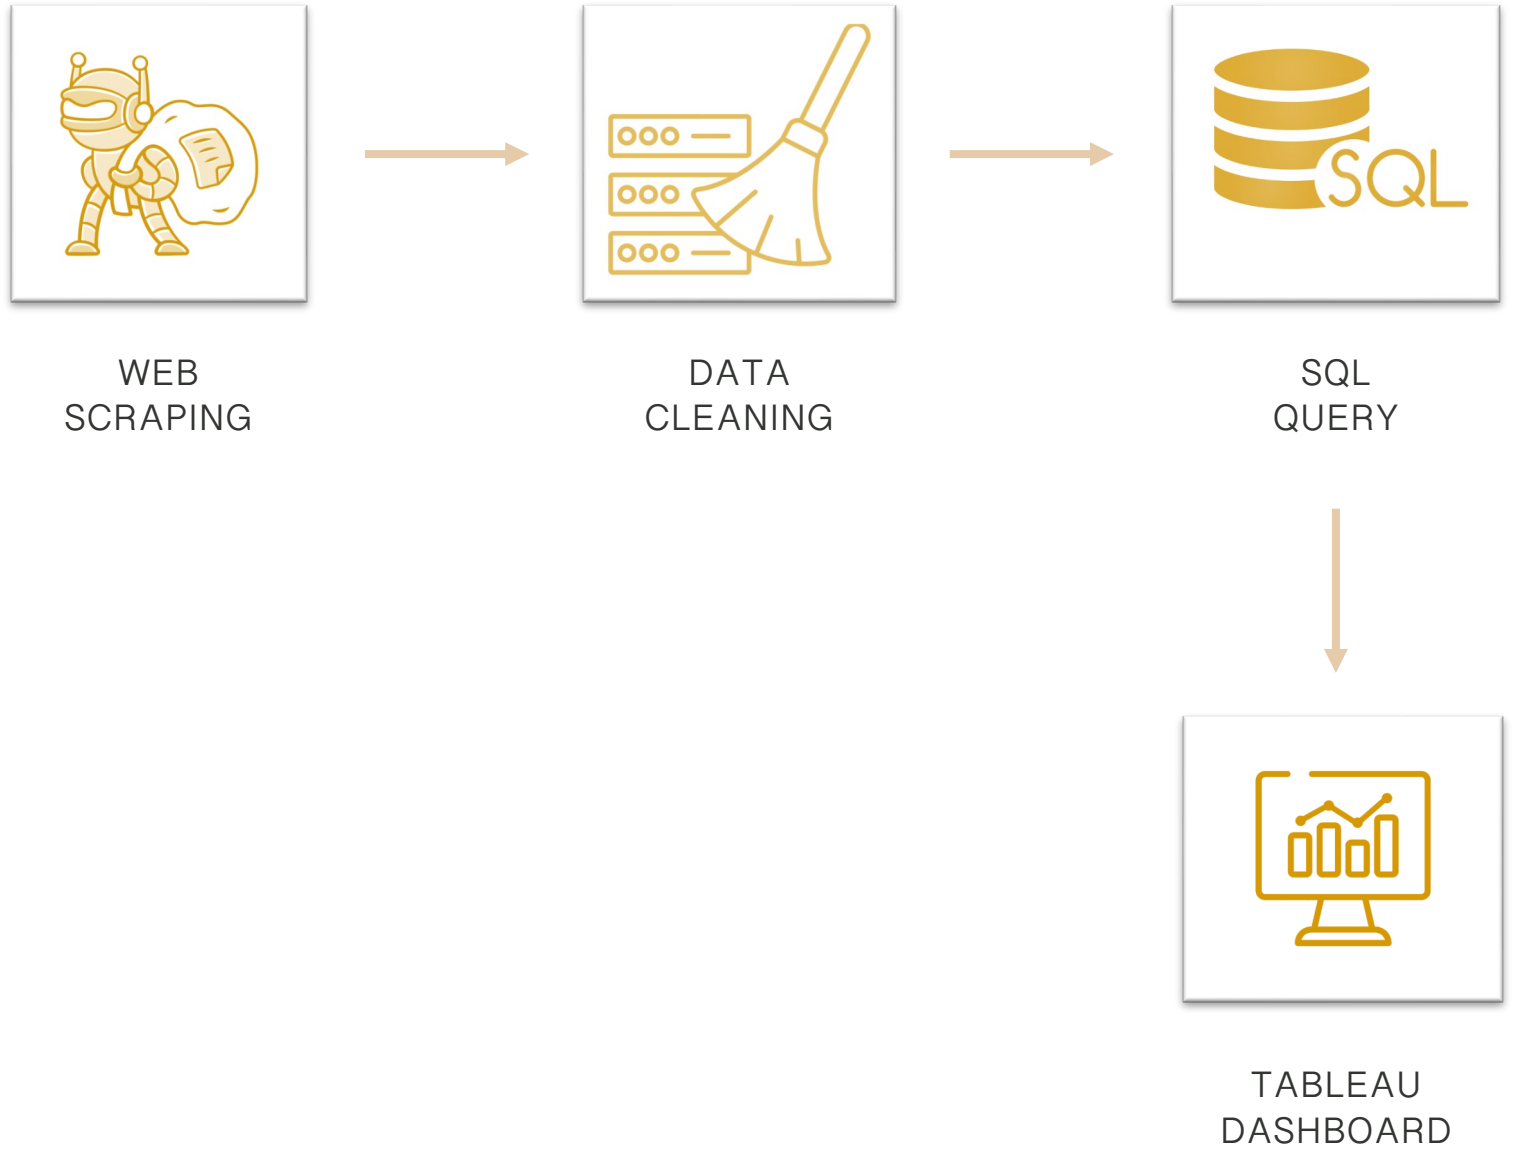 SQL
WEB
SCRAPING
DATA
CLEANING
SQL
QUERY
TABLEAU
DASHBOARD